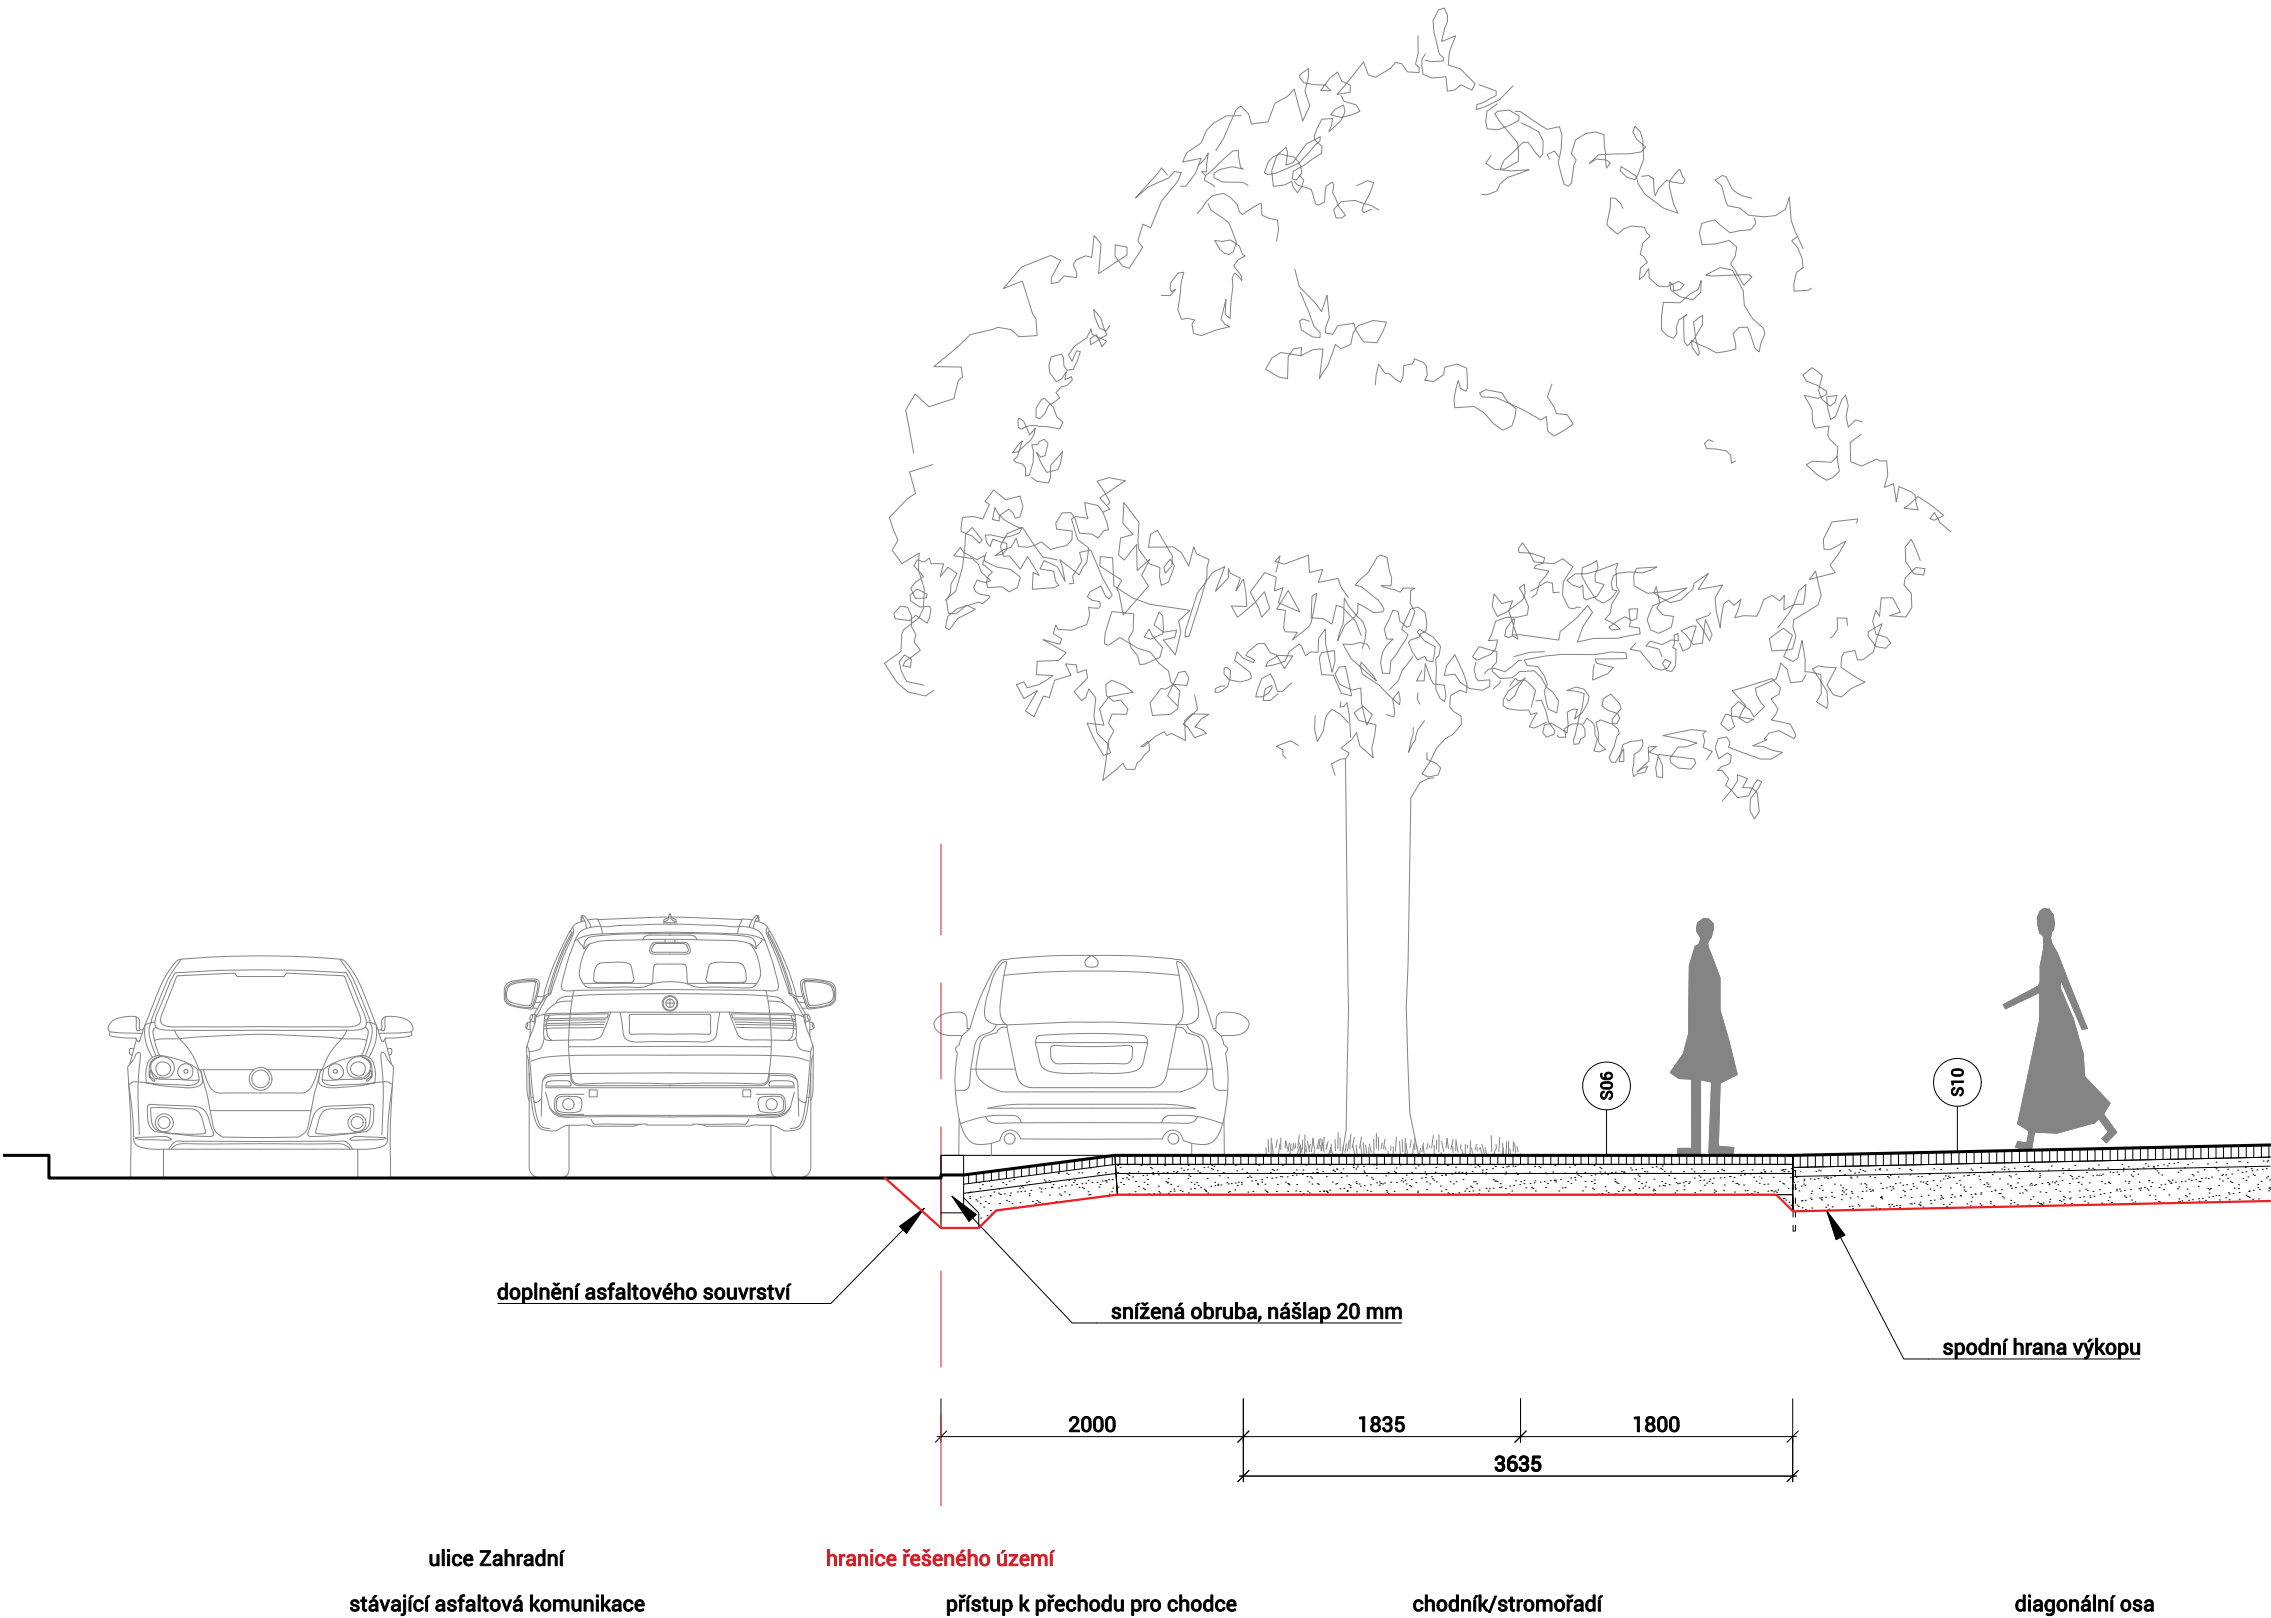 S06
S10
doplnění asfaltového souvrství
snížená obruba, nášlap 20 mm
spodní hrana výkopu
2000
1835
1800
3635
ulice Zahradní
hranice řešeného území
stávající asfaltová komunikace
přístup k přechodu pro chodce
chodník/stromořadí
diagonální osa